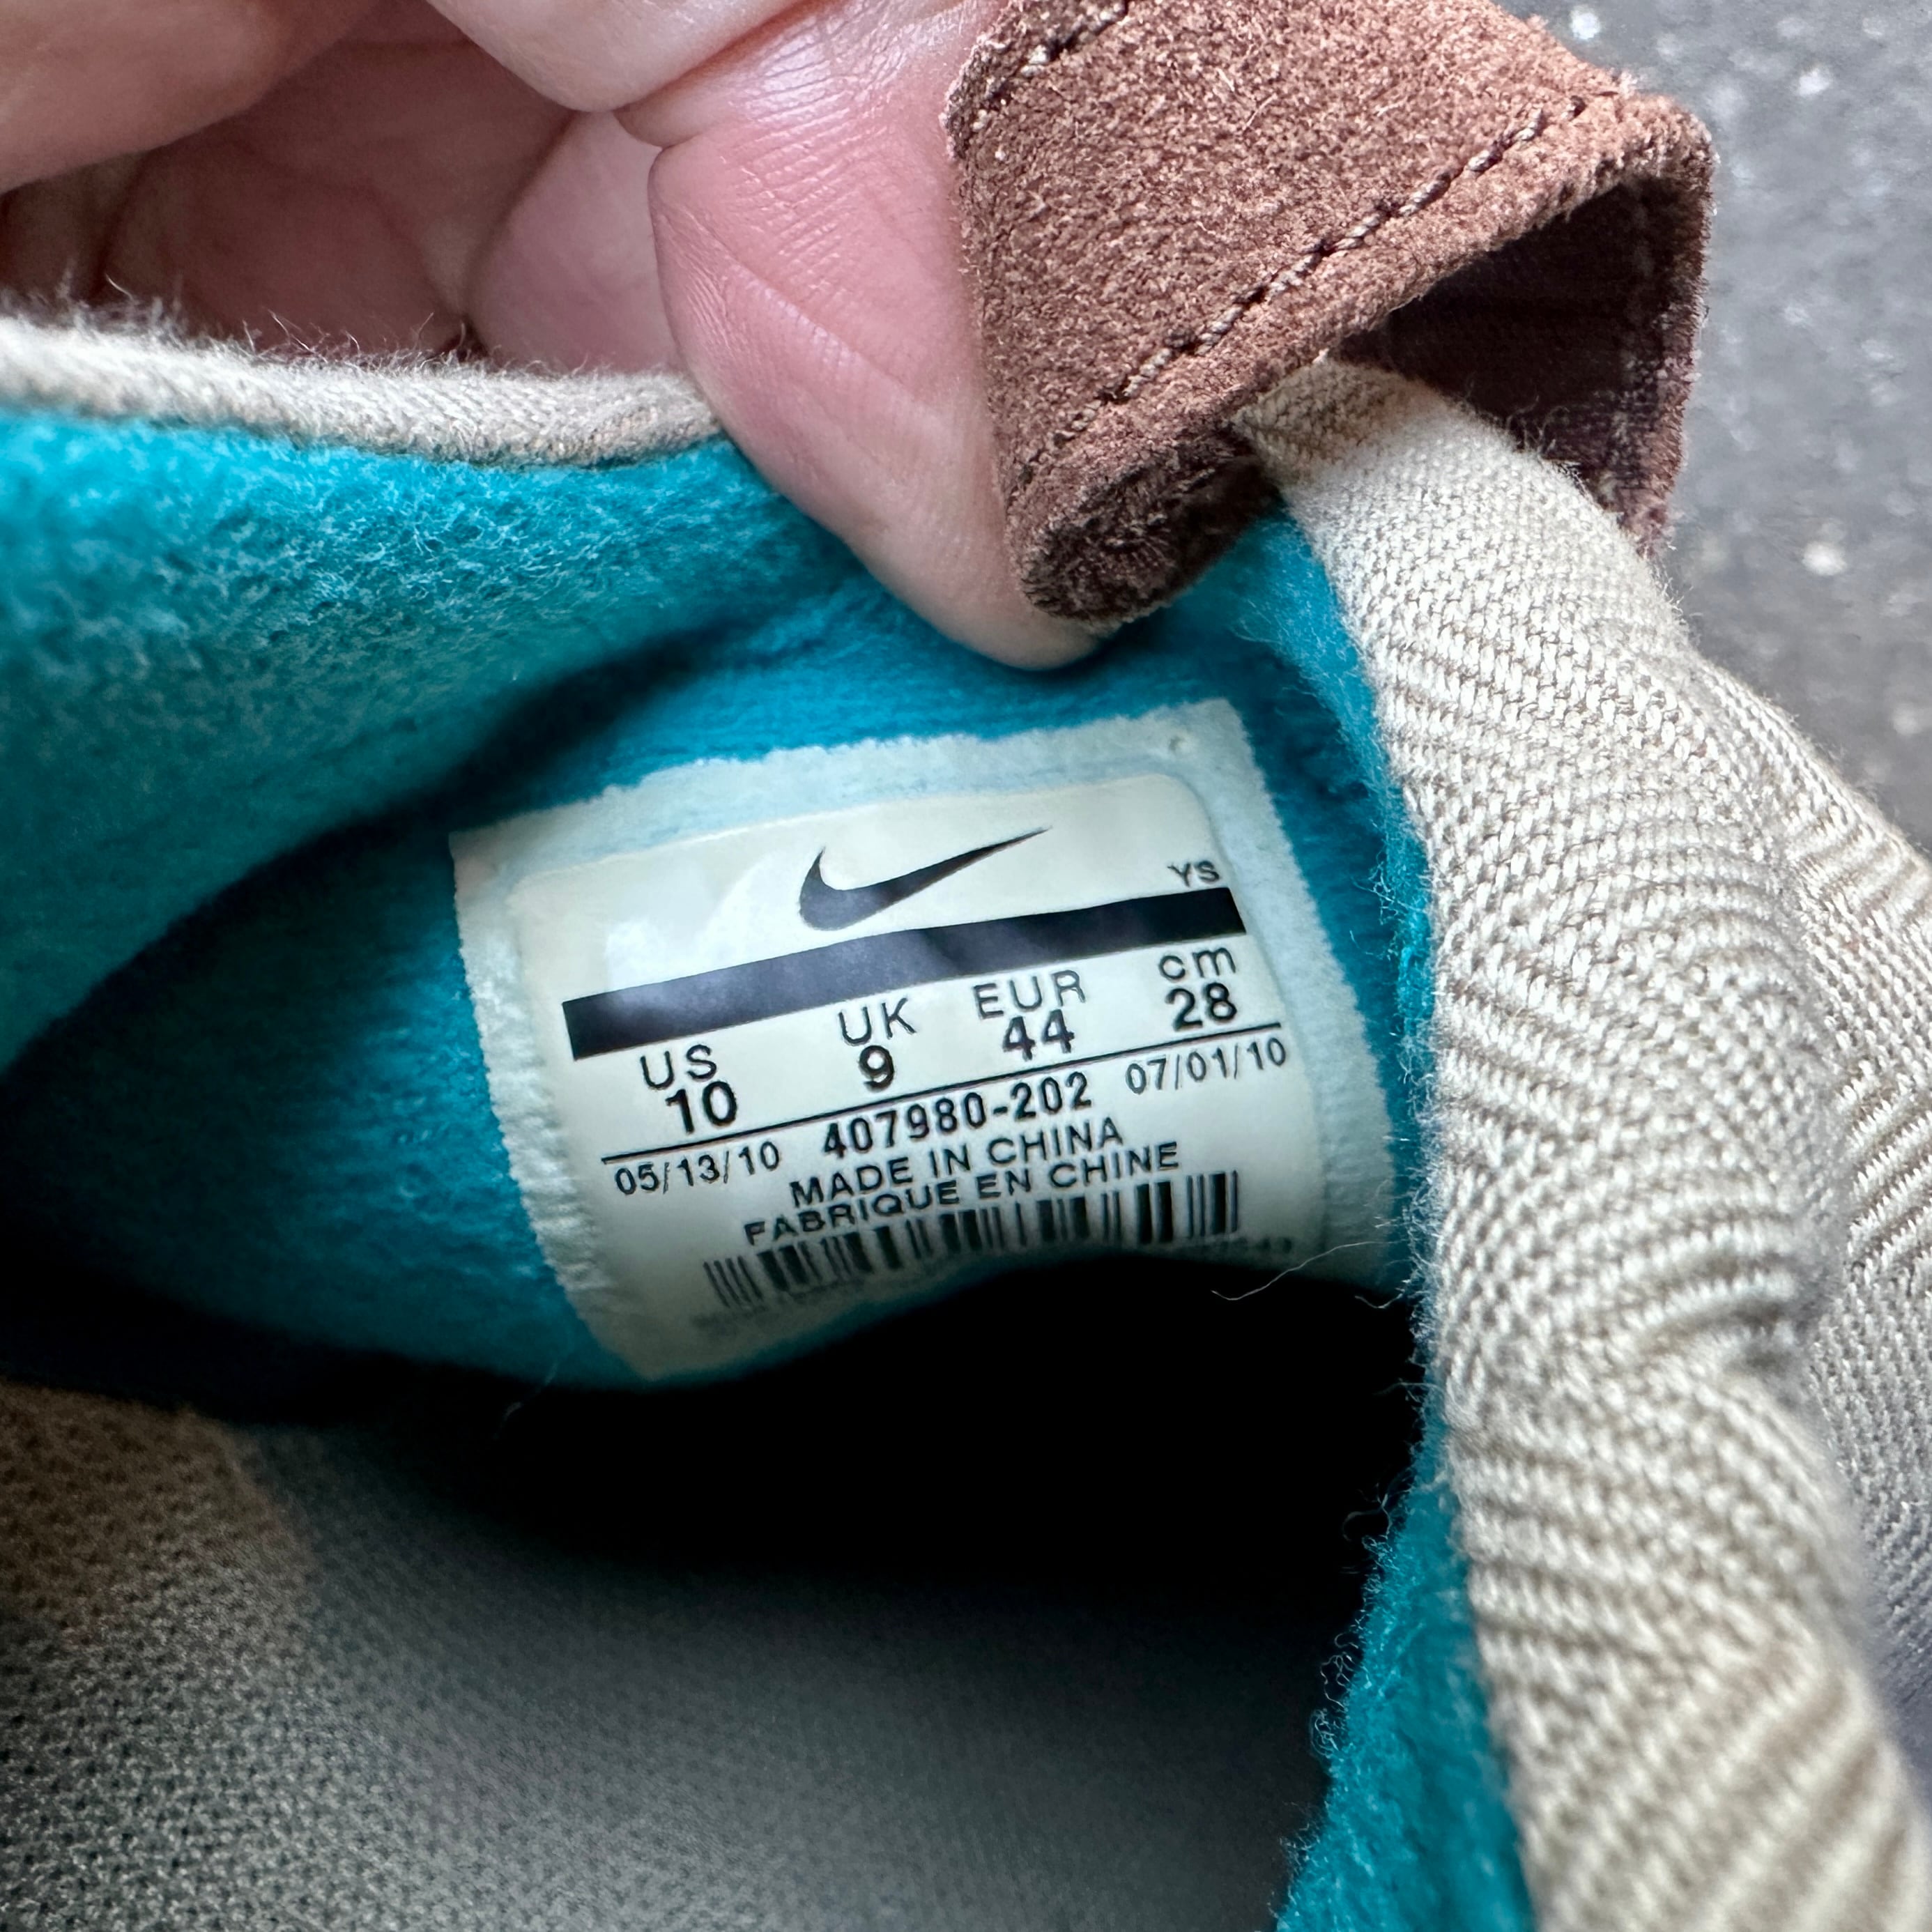 YS
US UK EUR cm
10 9 44 28
05/13/10 407980-202 07/01/10
MADE IN CHINA
FABRIQUE EN CHINE